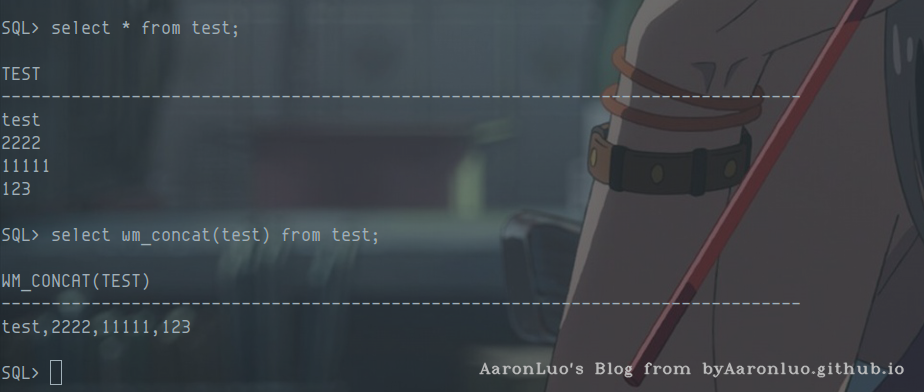 SQL> select * from test;
TEST
--------------------------------------------------------------------------------
test
2222
11111
123
SQL> select wm_concat(test) from test;
WM_CONCAT(TEST)
--------------------------------------------------------------------------------
test,2222,11111,123
SQL>
AaronLuo's Blog from byAaronluo.github.io